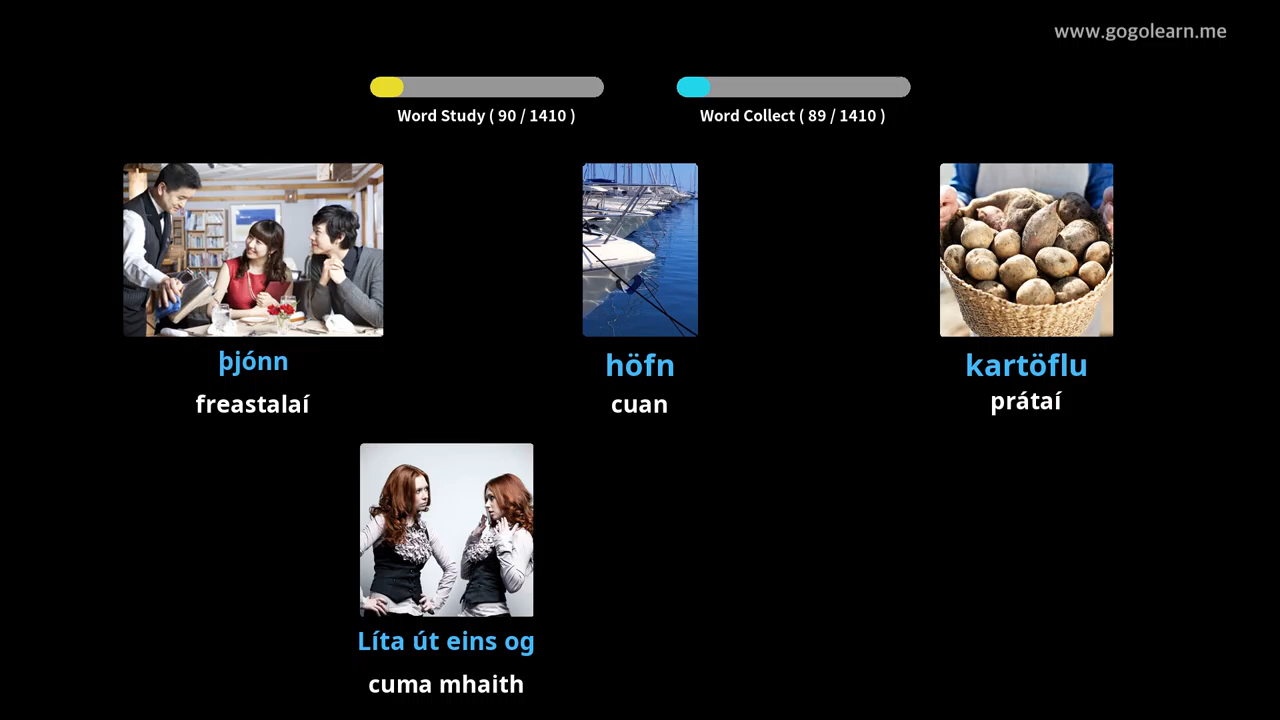 www.gogolearn.me
Word Study ( 90 / 1410 )
Word Collect ( 89 / 1410 )
þjónn
freastalaí
höfn
cuan
kartöflu
prátaí
Líta út eins og
cuma mhaith